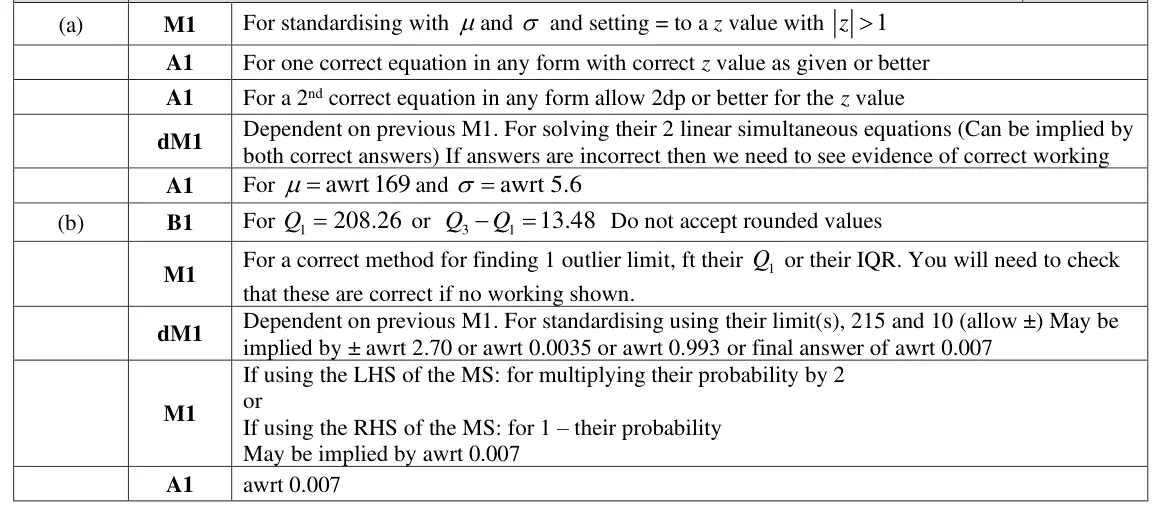 (a) M1 For standardising with μ and σ and setting = to a z value with |z| > 1
A1 For one correct equation in any form with correct z value as given or better
A1 For a 2nd correct equation in any form allow 2dp or better for the z value
dM1 Dependent on previous M1. For solving their 2 linear simultaneous equations (Can be implied by
both correct answers) If answers are incorrect then we need to see evidence of correct working
A1 For μ = awrt 169 and σ = awrt 5.6
(b) B1 For Q₁ = 208.26 or Q₃ − Q₁ = 13.48 Do not accept rounded values
M1 For a correct method for finding 1 outlier limit, ft their Q₁ or their IQR. You will need to check
that these are correct if no working shown.
dM1 Dependent on previous M1. For standardising using their limit(s), 215 and 10 (allow ±) May be
implied by ± awrt 2.70 or awrt 0.0035 or awrt 0.993 or final answer of awrt 0.007
M1 If using the LHS of the MS: for multiplying their probability by 2
or
If using the RHS of the MS: for 1 – their probability
May be implied by awrt 0.007
A1 awrt 0.007